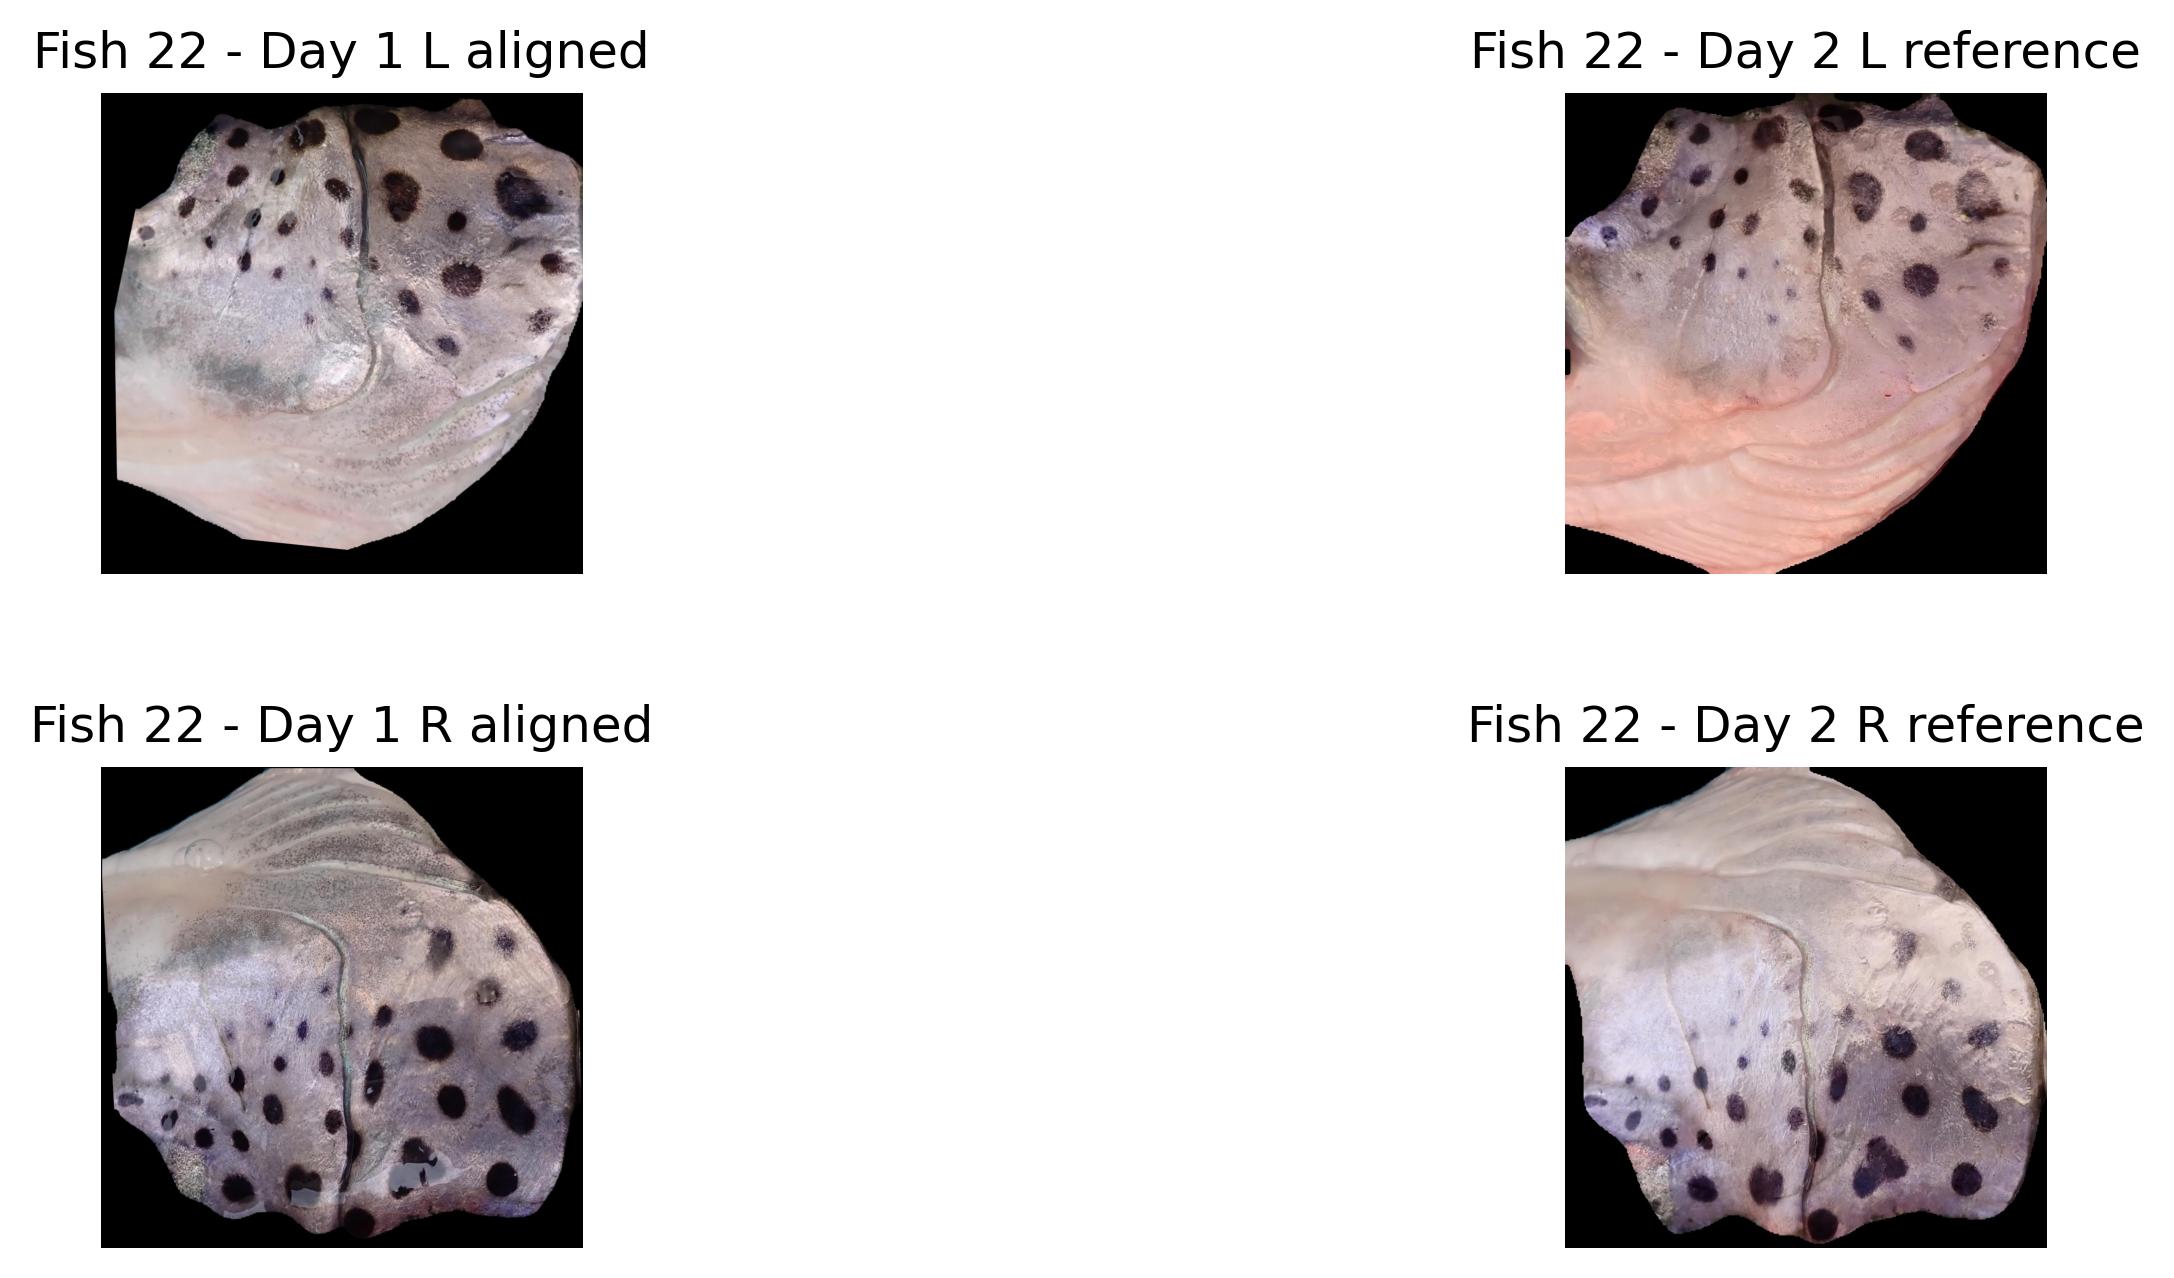 Fish 22 - Day 1 L aligned
Fish 22 - Day 2 L reference
Fish 22 - Day 1 R aligned
Fish 22 - Day 2 R reference